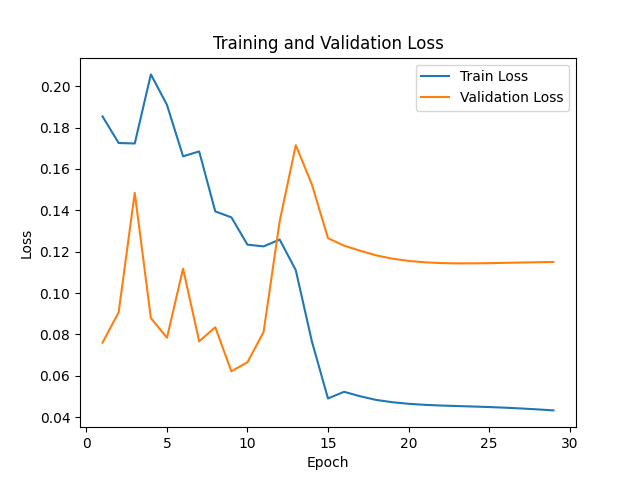 Training and Validation Loss
Train Loss
Validation Loss
0.20
0.18
0.16
0.14
0.12
0.10
0.08
0.06
0.04
Loss
0 5 10 15 20 25 30
Epoch